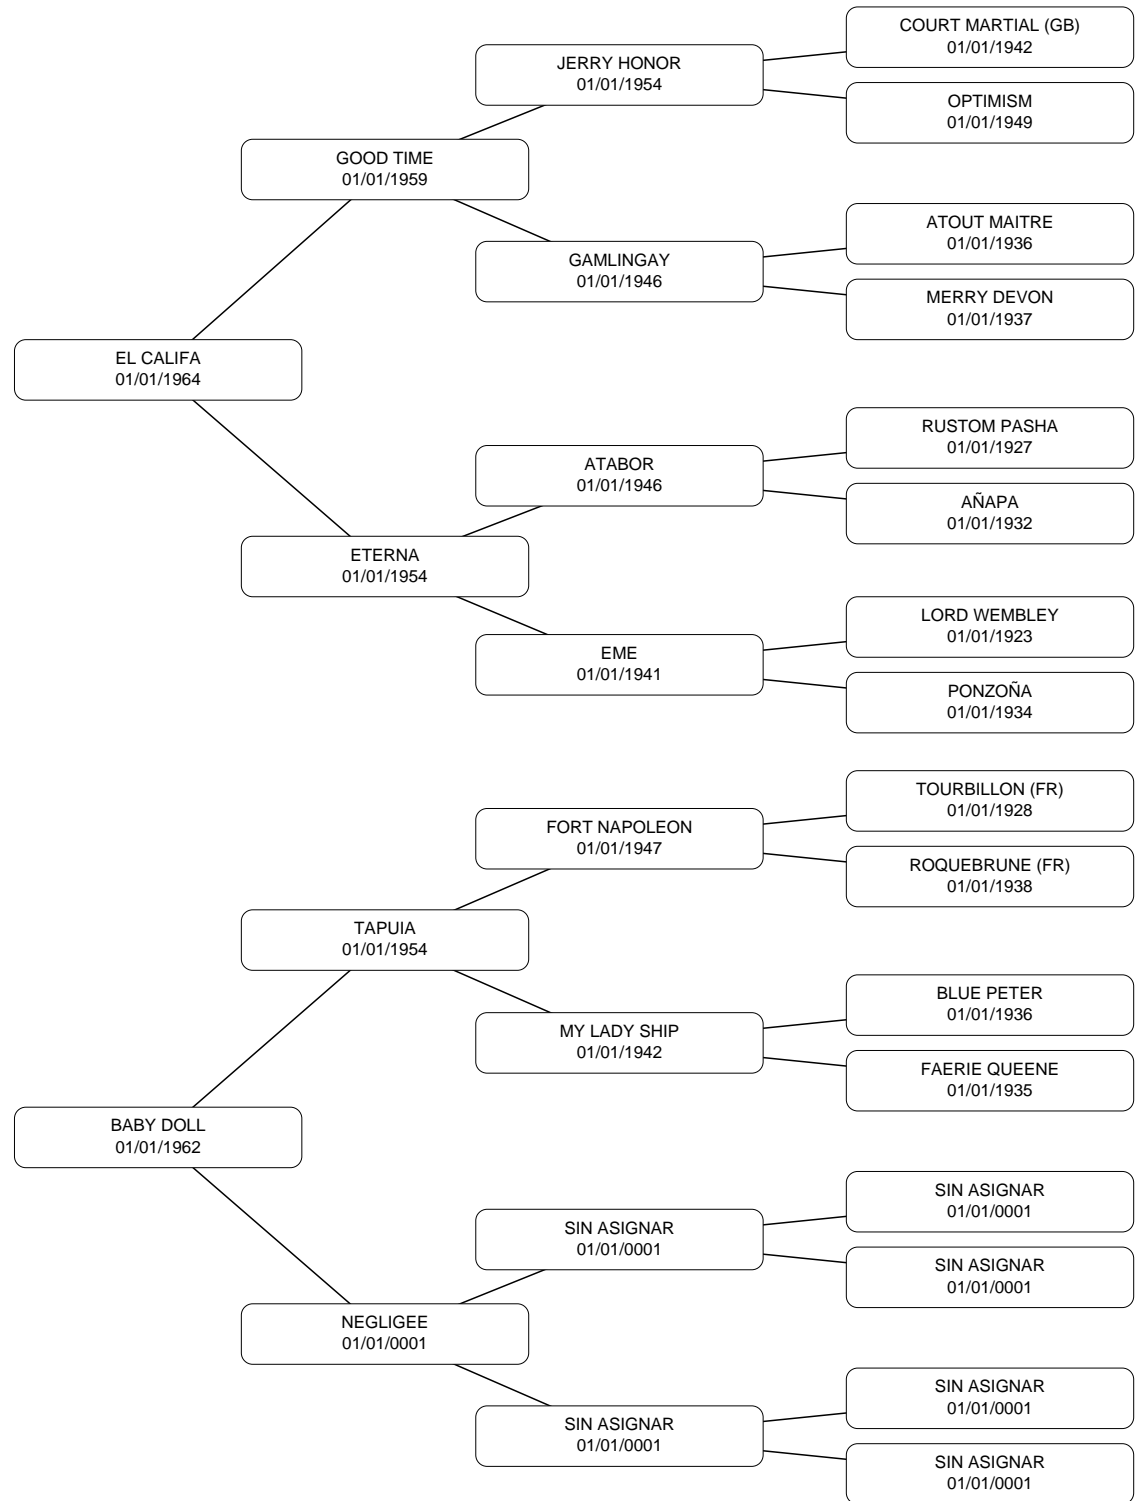 COURT MARTIAL (GB)
01/01/1942
JERRY HONOR
01/01/1954
OPTIMISM
01/01/1949
GOOD TIME
01/01/1959
ATOUT MAITRE
01/01/1936
GAMLINGAY
01/01/1946
MERRY DEVON
01/01/1937
EL CALIFA
01/01/1964
RUSTOM PASHA
01/01/1927
ATABOR
01/01/1946
AÑAPA
01/01/1932
ETERNA
01/01/1954
LORD WEMBLEY
01/01/1923
EME
01/01/1941
PONZOÑA
01/01/1934
TOURBILLON (FR)
01/01/1928
FORT NAPOLEON
01/01/1947
ROQUEBRUNE (FR)
01/01/1938
TAPUIA
01/01/1954
BLUE PETER
01/01/1936
MY LADY SHIP
01/01/1942
FAERIE QUEENE
01/01/1935
BABY DOLL
01/01/1962
SIN ASIGNAR
01/01/0001
SIN ASIGNAR
01/01/0001
SIN ASIGNAR
01/01/0001
NEGLIGEE
01/01/0001
SIN ASIGNAR
01/01/0001
SIN ASIGNAR
01/01/0001
SIN ASIGNAR
01/01/0001